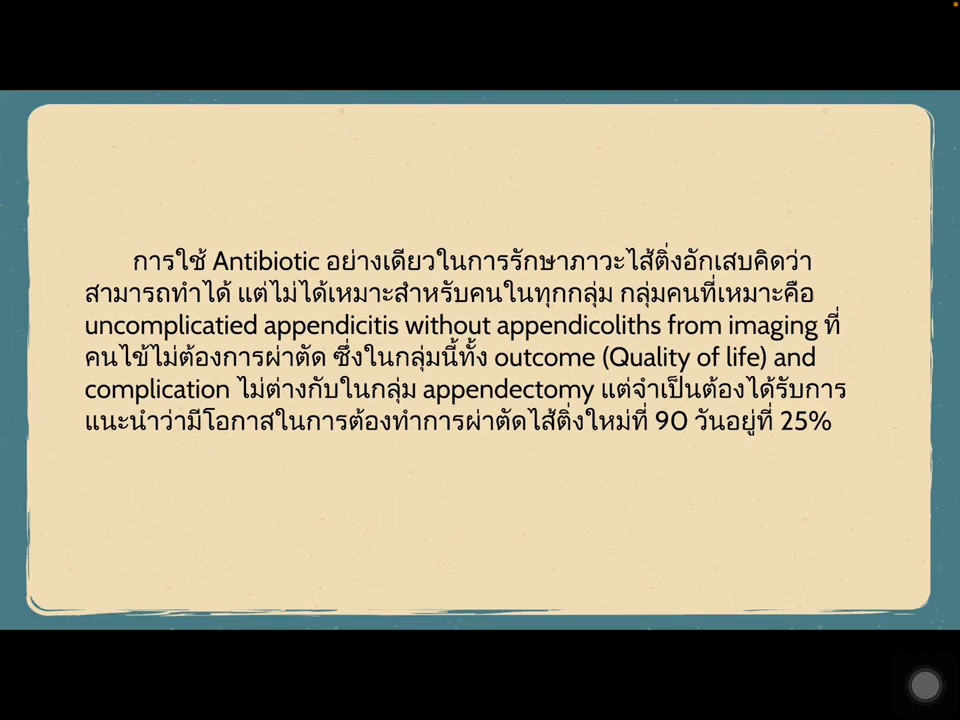 การใช้ Antibiotic อย่างเดียวในการรักษาภาวะไส้ติ่งอักเสบคิดว่า
สามารถทำได้ แต่ไม่ได้เหมาะสำหรับคนในทุกกลุ่ม กลุ่มคนที่เหมาะคือ
uncomplicatied appendicitis without appendicoliths from imaging ที่
คนไข้ไม่ต้องการผ่าตัด ซึ่งในกลุ่มนี้ทั้ง outcome (Quality of life) and
complication ไม่ต่างกับในกลุ่ม appendectomy แต่จำเป็นต้องได้รับการ
แนะนำว่ามีโอกาสในการต้องทำการผ่าตัดไส้ติ่งใหม่ที่ 90 วันอยู่ที่ 25%